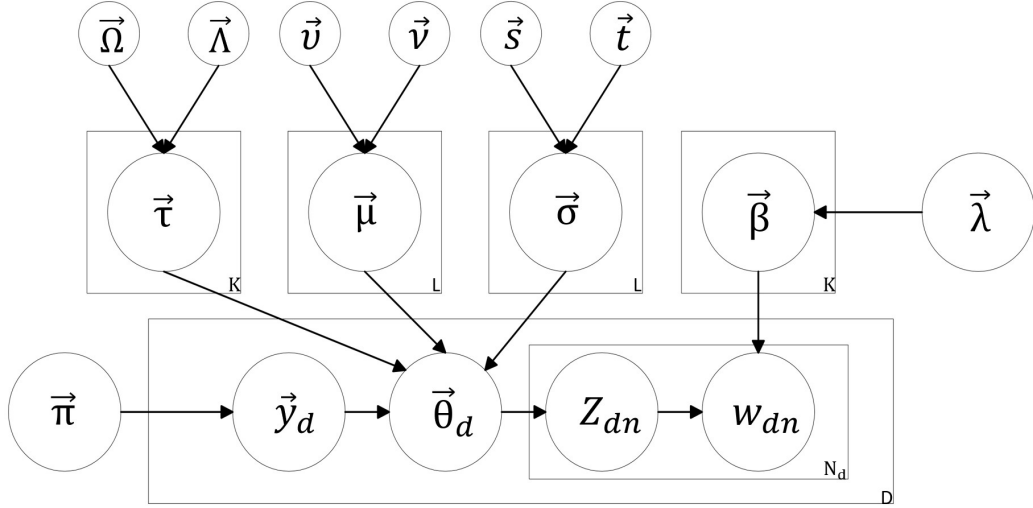 Ω⃗ Λ⃗ υ⃗ ν⃗ s⃗ t⃗
τ⃗ μ⃗ σ⃗ β⃗ λ⃗
K L L K
π⃗ y⃗_d θ⃗_d Z_dn w_dn
N_d
D